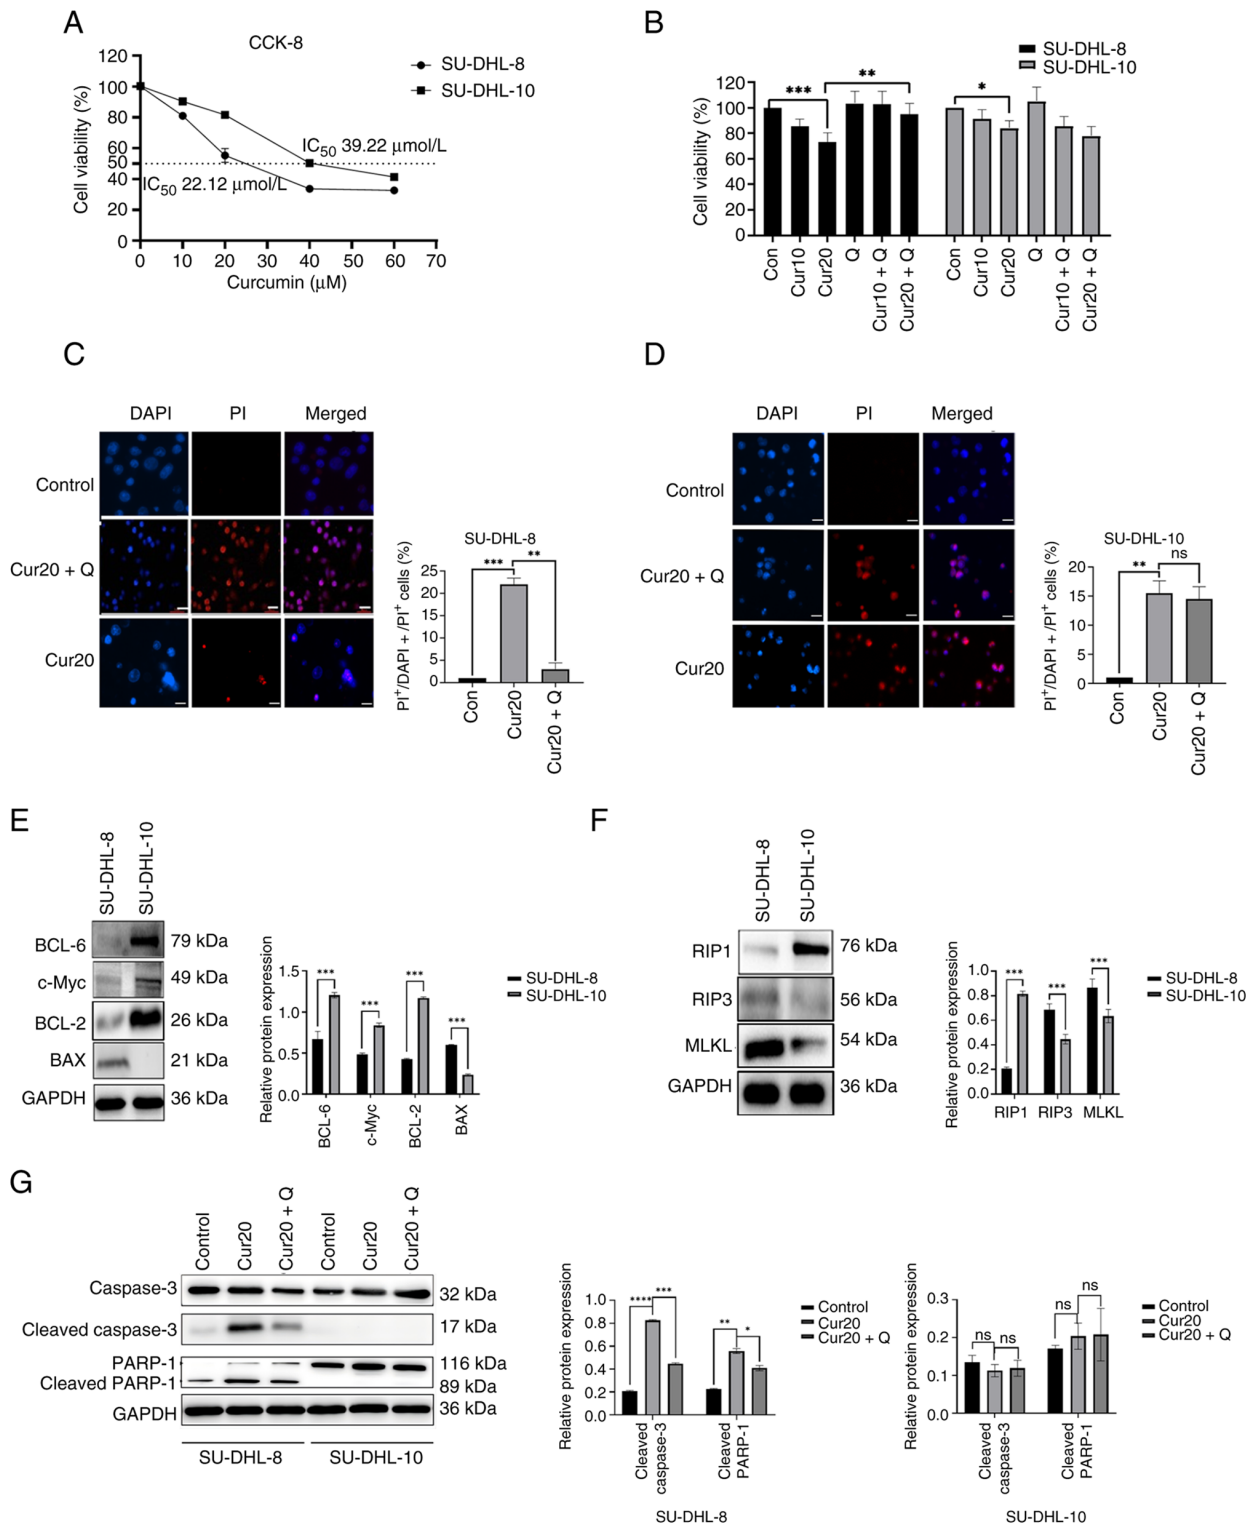 A
CCK-8
SU-DHL-8
SU-DHL-10
Cell viability (%)
120
100
80
60
50
40
20
0
IC50 39.22 μmol/L
IC50 22.12 μmol/L
0 10 20 30 40 50 60 70
Curcumin (μM)
B
SU-DHL-8
SU-DHL-10
Cell viability (%)
120
100
80
60
40
20
0
*** ** *
Con Cur10 Cur20 Q Cur10 + Q Cur20 + Q Con Cur10 Cur20 Q Cur10 + Q Cur20 + Q
C
DAPI PI Merged
Control
Cur20 + Q
Cur20
SU-DHL-8
PI+/DAPI + /PI+ cells (%)
25
20
15
10
5
0
*** **
Con Cur20 Cur20 + Q
D
DAPI PI Merged
Control
Cur20 + Q
Cur20
SU-DHL-10
PI+/DAPI + /PI+ cells (%)
20
15
10
5
0
** ns
Con Cur20 Cur20 + Q
E
SU-DHL-8 SU-DHL-10
BCL-6 79 kDa
c-Myc 49 kDa
BCL-2 26 kDa
BAX 21 kDa
GAPDH 36 kDa
Relative protein expression
1.5
1.0
0.5
0.0
*** *** *** ***
BCL-6 c-Myc BCL-2 BAX
SU-DHL-8
SU-DHL-10
F
SU-DHL-8 SU-DHL-10
RIP1 76 kDa
RIP3 56 kDa
MLKL 54 kDa
GAPDH 36 kDa
Relative protein expression
1.0
0.8
0.6
0.4
0.2
0.0
*** *** ***
RIP1 RIP3 MLKL
SU-DHL-8
SU-DHL-10
G
Control Cur20 Cur20 + Q Control Cur20 Cur20 + Q
Caspase-3 32 kDa
Cleaved caspase-3 17 kDa
PARP-1 116 kDa
Cleaved PARP-1 89 kDa
GAPDH 36 kDa
SU-DHL-8 SU-DHL-10
Relative protein expression
1.0
0.8
0.6
0.4
0.2
0.0
**** *** ** *
Cleaved caspase-3
Cleaved PARP-1
Control
Cur20
Cur20 + Q
SU-DHL-8
Relative protein expression
0.3
0.2
0.1
0.0
ns ns ns ns
Cleaved caspase-3
Cleaved PARP-1
Control
Cur20
Cur20 + Q
SU-DHL-10